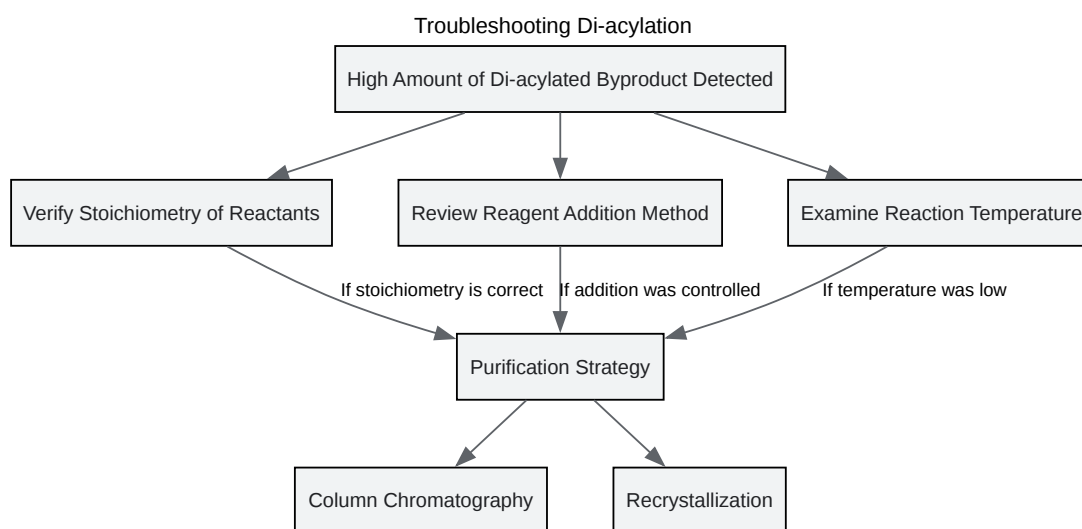 Troubleshooting Di-acylation
High Amount of Di-acylated Byproduct Detected
Verify Stoichiometry of Reactants
Review Reagent Addition Method
Examine Reaction Temperature
If stoichiometry is correct
If addition was controlled
If temperature was low
Purification Strategy
Column Chromatography
Recrystallization